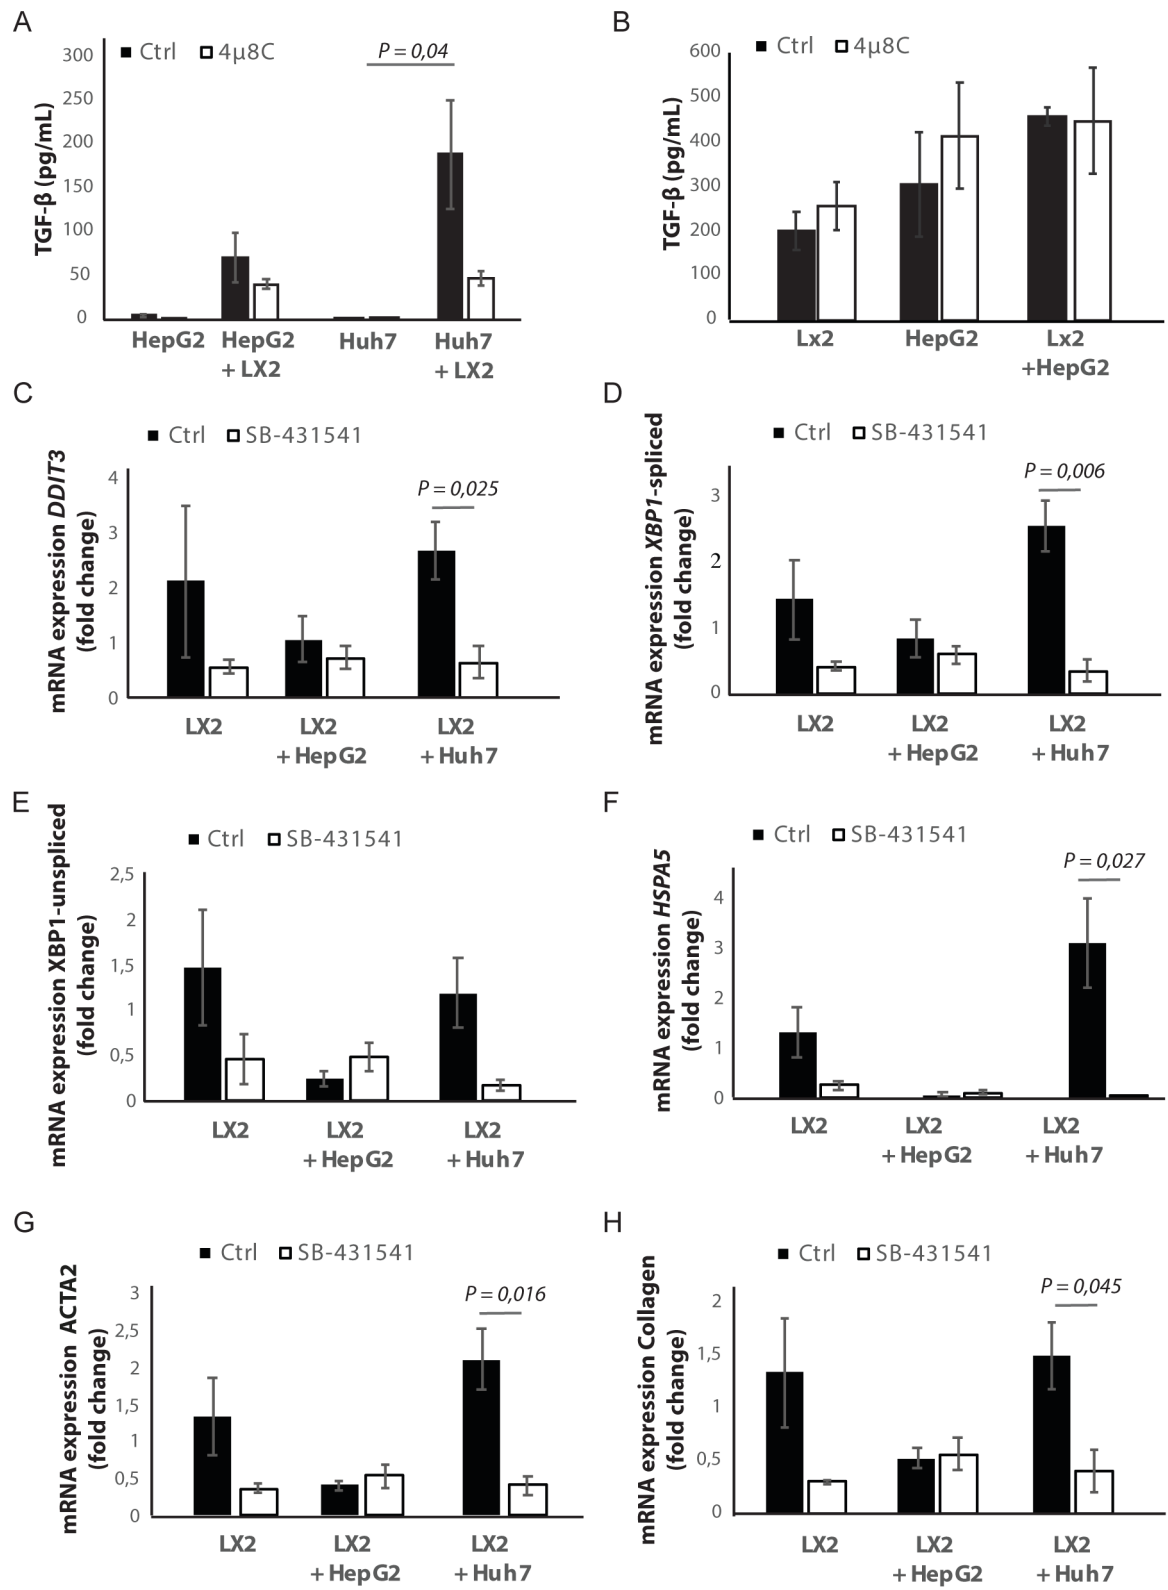 A
Ctrl 4µ8C
P = 0,04
TGF-β (pg/mL)
300
250
200
150
100
50
0
HepG2 HepG2 Huh7 Huh7
+ LX2 + LX2
B
Ctrl 4µ8C
TGF-β (pg/mL)
600
500
400
300
200
100
0
Lx2 HepG2 Lx2
+HepG2
C
Ctrl SB-431541
P = 0,025
mRNA expression DDIT3
(fold change)
4
3
2
1
0
LX2 LX2 LX2
+ HepG2 + Huh7
D
Ctrl SB-431541
P = 0,006
mRNA expression XBP1-spliced
(fold change)
3
2
1
0
LX2 LX2 LX2
+ HepG2 + Huh7
E
Ctrl SB-431541
mRNA expression XBP1-unspliced
(fold change)
2,5
2
1,5
1
0,5
0
LX2 LX2 LX2
+ HepG2 + Huh7
F
Ctrl SB-431541
P = 0,027
mRNA expression HSPA5
(fold change)
4
3
2
1
0
LX2 LX2 LX2
+ HepG2 + Huh7
G
Ctrl SB-431541
P = 0,016
mRNA expression ACTA2
(fold change)
3
2,5
2
1,5
1
0,5
0
LX2 LX2 LX2
+ HepG2 + Huh7
H
Ctrl SB-431541
P = 0,045
mRNA expression Collagen
(fold change)
2
1,5
1
0,5
0
LX2 LX2 LX2
+ HepG2 + Huh7